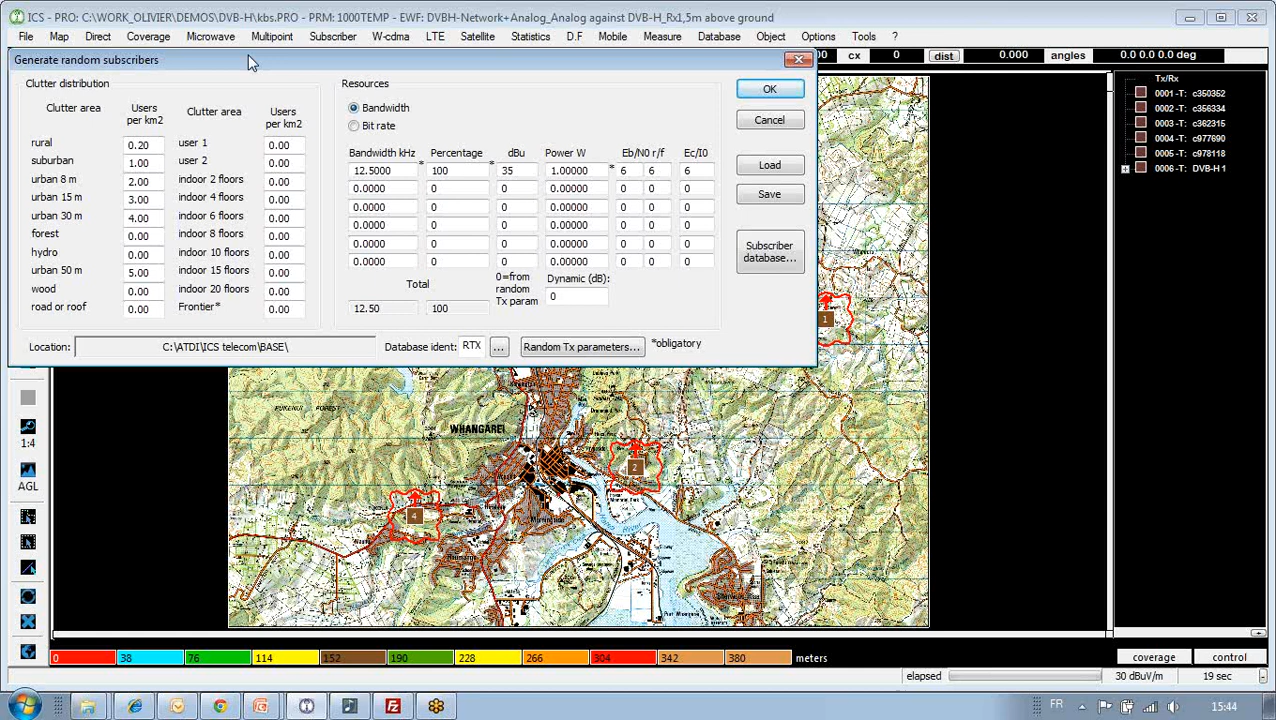 ICS - PRO: C:\WORK_OLIVIER\DEMOS\DVB-H\kbs.PRO - PRM: 1000TEMP - EWF: DVBH-Network+Analog_Analog against DVB-H_Rx1,5m above ground
File Map Direct Coverage Microwave Multipoint Subscriber W-cdma LTE Satellite Statistics D.F Mobile Measure Database Object Options Tools ?
cx 0 dist 0.000 angles 0.0 0.0 0.0 deg
Generate random subscribers
Clutter distribution
Clutter area Users per km2 Clutter area Users per km2
rural 0.20 user 1 0.00
suburban 1.00 user 2 0.00
urban 8 m 2.00 indoor 2 floors 0.00
urban 15 m 3.00 indoor 4 floors 0.00
urban 30 m 4.00 indoor 6 floors 0.00
forest 0.00 indoor 8 floors 0.00
hydro 0.00 indoor 10 floors 0.00
urban 50 m 5.00 indoor 15 floors 0.00
wood 0.00 indoor 20 floors 0.00
road or roof 0.00 Frontier* 0.00
Resources
Bandwidth
Bit rate
Bandwidth kHz Percentage dBu Power W Eb/N0 r/f Ec/I0
12.5000 * 100 * 35 1.00000 * 6 6 6
0.0000 0 0 0.00000 0 0 0
0.0000 0 0 0.00000 0 0 0
0.0000 0 0 0.00000 0 0 0
0.0000 0 0 0.00000 0 0 0
0.0000 0 0 0.00000 0 0 0
Total
12.50 100
0=from random Tx param
Dynamic (dB):
0
OK
Cancel
Load
Save
Subscriber database...
Location: C:\ATDI\ICS telecom\BASE\ Database ident: RTX ... Random Tx parameters... *obligatory
Tx/Rx
0001 -T: c350352
0002 -T: c356334
0003 -T: c362315
0004 -T: c977690
0005 -T: c978118
0006 -T: DVB-H 1
1:4
AGL
1
PUKENUI FOREST
WHANGAREI
2
4
0 38 76 114 152 190 228 266 304 342 380 meters
coverage control
elapsed 30 dBuV/m 19 sec
FR 15:44